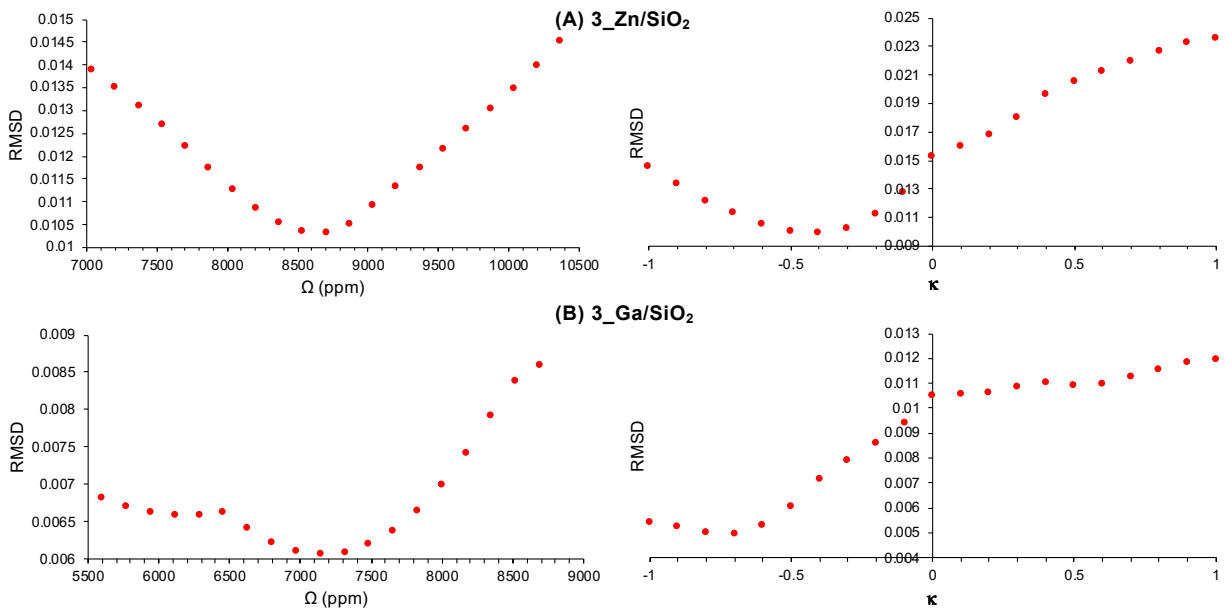 (A) 3_Zn/SiO₂
0.015
0.0145
0.014
0.0135
0.013
0.0125
0.012
0.0115
0.011
0.0105
0.01
RMSD
7000 7500 8000 8500 9000 9500 10000 10500
Ω (ppm)
0.025
0.023
0.021
0.019
0.017
0.015
0.013
0.011
0.009
RMSD
-1 -0.5 0 0.5 1
κ
(B) 3_Ga/SiO₂
0.009
0.0085
0.008
0.0075
0.007
0.0065
0.006
RMSD
5500 6000 6500 7000 7500 8000 8500 9000
Ω (ppm)
0.013
0.012
0.011
0.01
0.009
0.008
0.007
0.006
0.005
0.004
RMSD
-1 -0.5 0 0.5 1
κ